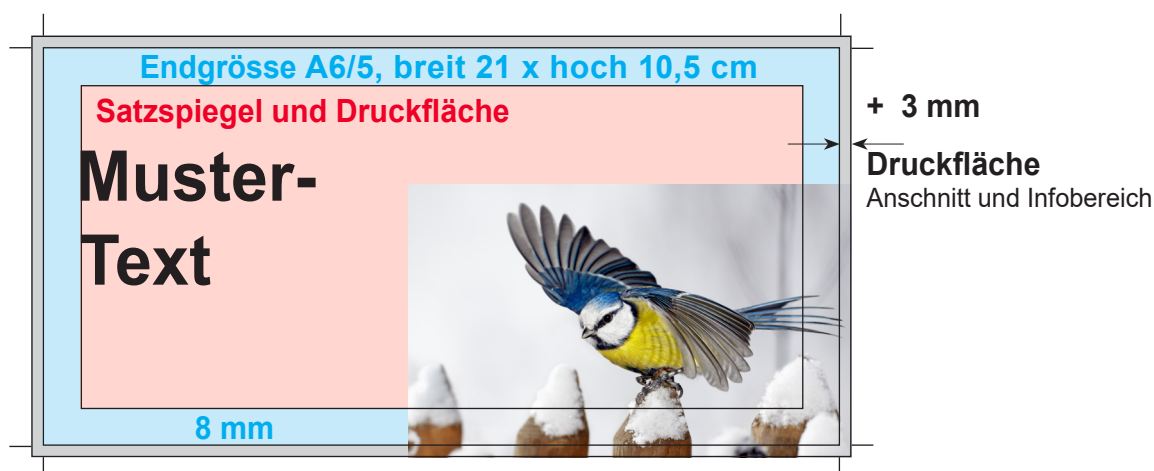 Endgrösse A6/5, breit 21 x hoch 10,5 cm
Satzspiegel und Druckfläche
Muster-
Text
8 mm
+ 3 mm
Druckfläche
Anschnitt und Infobereich